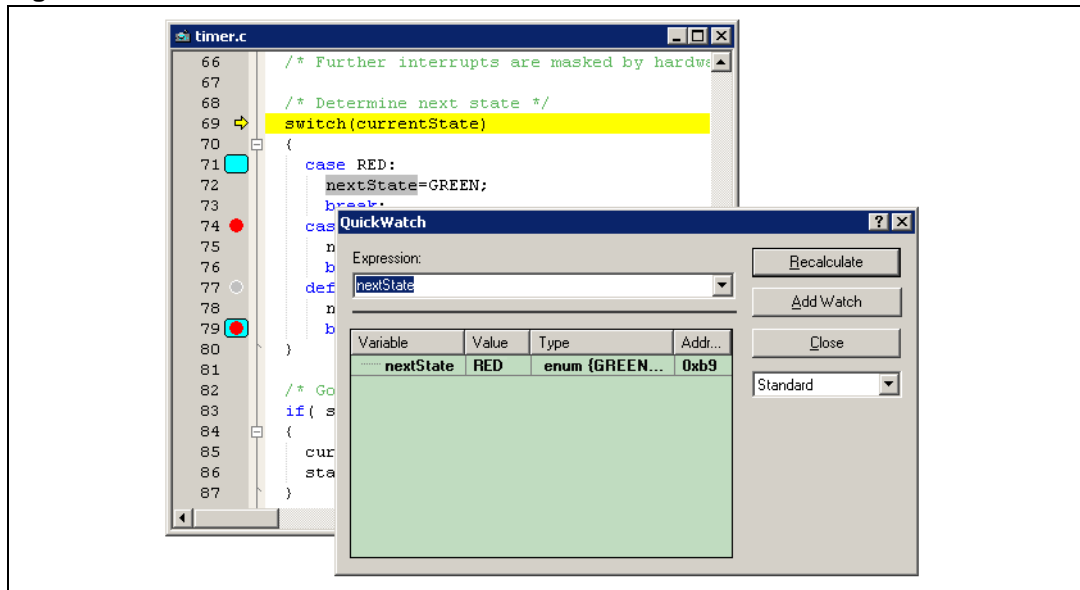 timer.c
66 /* Further interrupts are masked by hardwa
67
68 /* Determine next state */
69 switch(currentState)
70 {
71 case RED:
72 nextState=GREEN;
73 break;
74 cas
75 n
76 b
77 def
78 n
79 b
80 }
81
82 /* Go
83 if( s
84 {
85 cur
86 sta
87 }
QuickWatch
Expression:
nextState
Recalculate
Add Watch
Close
Standard
Variable Value Type Addr...
nextState RED enum {GREEN... 0xb9